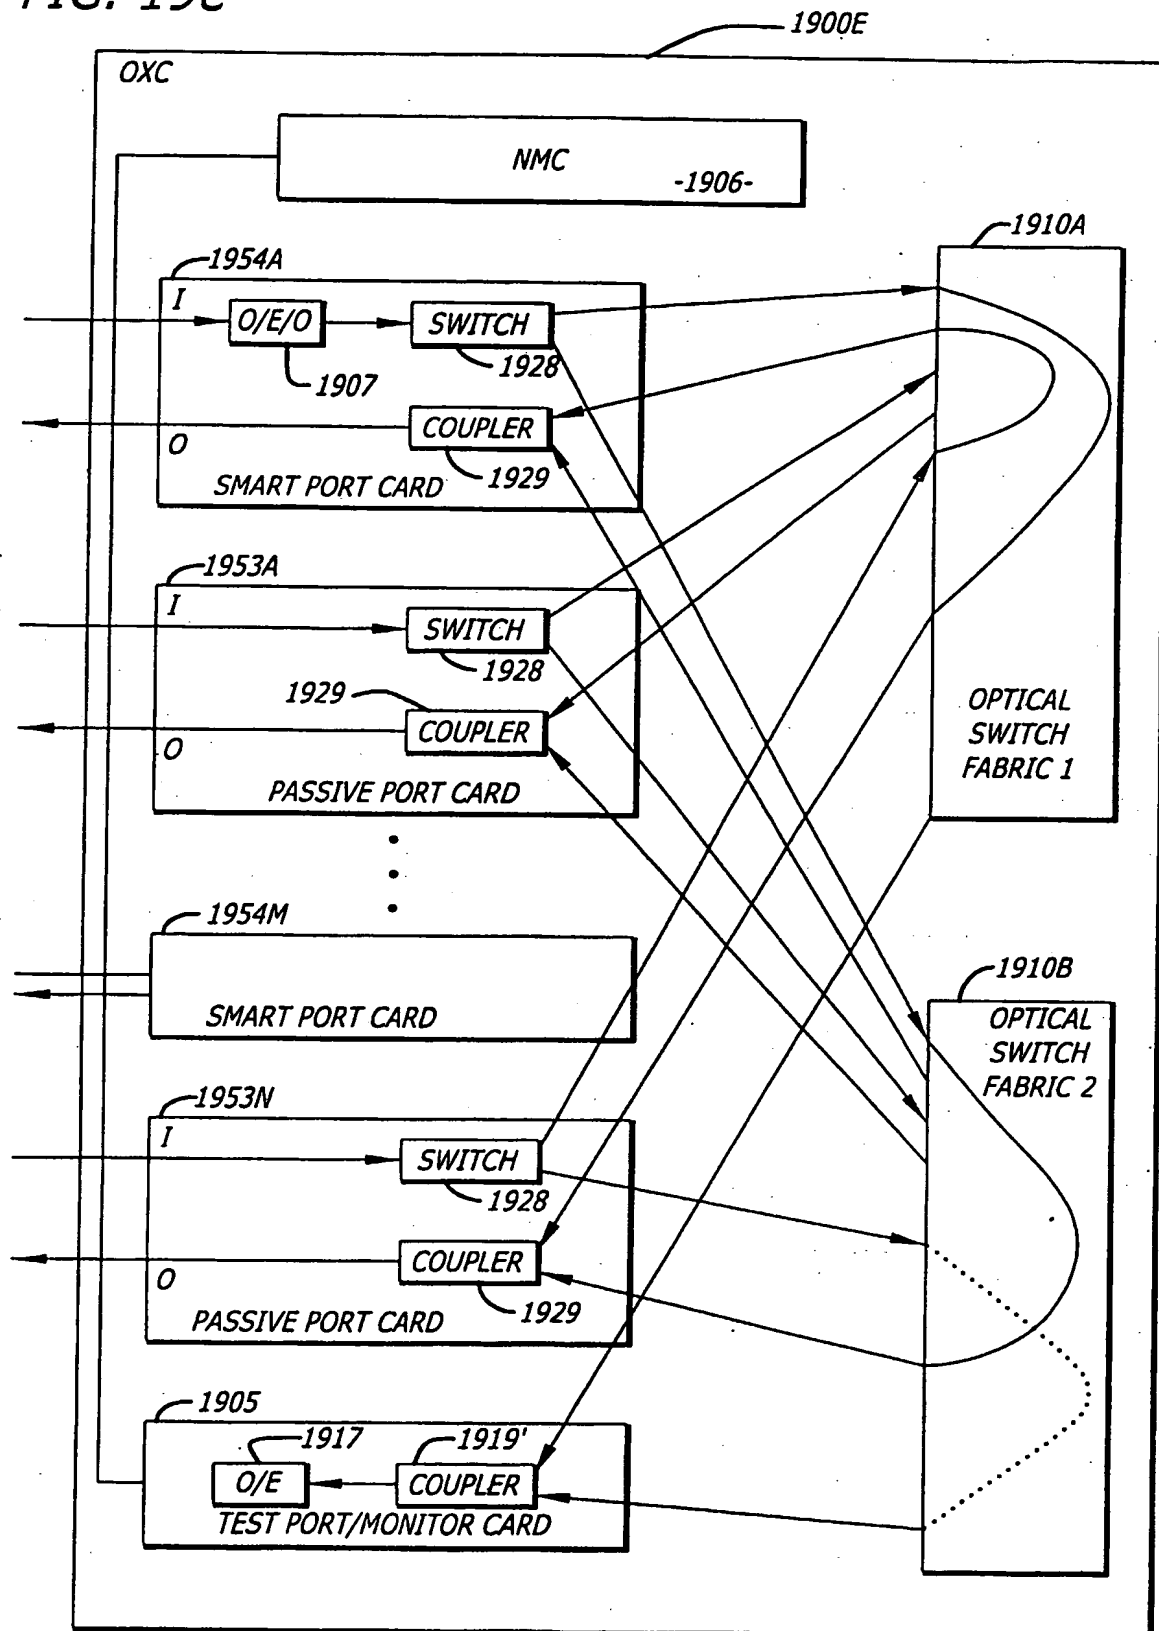 FIG. 19e
1900E
OXC
NMC
-1906-
1910A
1954A
I
O/E/O
SWITCH
1907
1928
COUPLER
O
1929
SMART PORT CARD
1953A
I
SWITCH
1928
1929
COUPLER
O
PASSIVE PORT CARD
OPTICAL
SWITCH
FABRIC 1
1954M
SMART PORT CARD
1910B
OPTICAL
SWITCH
FABRIC 2
1953N
I
SWITCH
1928
COUPLER
O
1929
PASSIVE PORT CARD
1905
1917
1919'
O/E
COUPLER
TEST PORT/MONITOR CARD